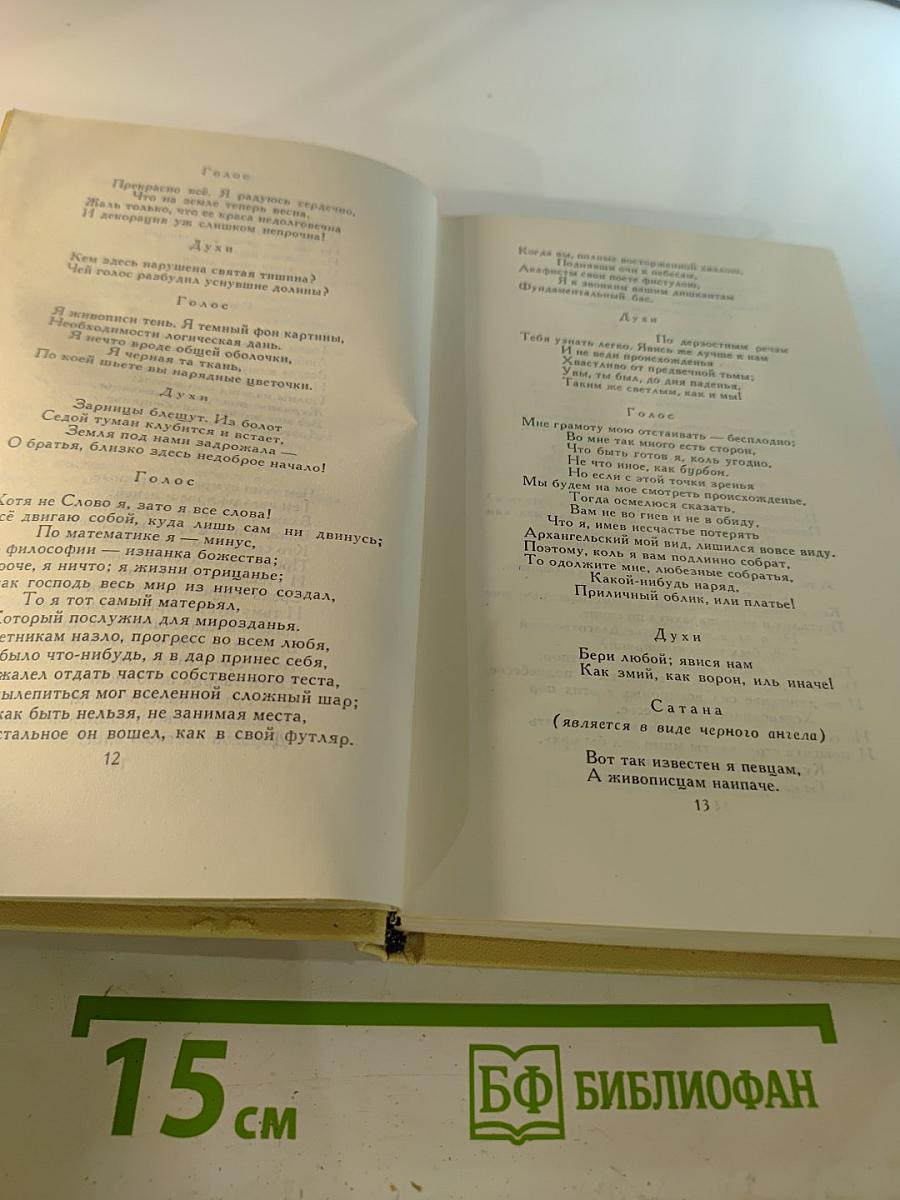 Голос
Прекрасно всё. Я радуюсь сердечно,
Что на земле теперь весна.
Жаль только, что ее краса недолговечна
И декорация уж слишком непрочна!
Духи
Кем здесь нарушена святая тишина?
Чей голос разбудил уснувшие долины?
Голос
Я живописи тень. Я темный фон картины,
Необходимости логическая дань.
Я нечто вроде общей оболочки,
Я черная та ткань,
По коей шьете вы нарядные цветочки.
Духи
Зарницы блещут. Из болот
Седой туман клубится и встает,
Земля под нами задрожала —
О братья, близко здесь недоброе начало!
Голос
Хотя не Слово я, зато я все слова!
сё двигаю собой, куда лишь сам ни двинусь;
По математике я — минус,
философии — изнанка божества;
роче, я ничто; я жизни отрицанье;
ак господь весь мир из ничего создал,
То я тот самый матерьял,
Который послужил для мирозданья.
етникам назло, прогресс во всем любя,
было что-нибудь, я в дар принес себя,
жалел отдать часть собственного теста,
вылепиться мог вселенной сложный шар;
как быть нельзя, не занимая места,
стальное он вошел, как в свой футляр.
12
Когда вы, полные восторженной хвалою,
Поднявши очи к небесам,
Акафисты свои поете фистулою,
Я к звонким вашим дишкантам
Фундаментальный бас.
Духи
По дерзостным речам
Тебя узнать легко. Явись же лучше к нам
И не веди происхожденья
Хвастливо от предвечной тьмы;
Увы, ты был, до дня паденья,
Таким же светлым, как и мы!
Голос
Мне грамоту мою отстаивать — бесплодно;
Во мне так много есть сторон,
Что быть готов я, коль угодно,
Не что иное, как бурбон.
Но если с этой точки зренья
Мы будем на мое смотреть происхожденье,
Тогда осмелюся сказать,
Вам не во гнев и не в обиду,
Что я, имев несчастье потерять
Архангельский мой вид, лишился вовсе виду.
Поэтому, коль я вам подлинно собрат,
То одолжите мне, любезные собратья,
Какой-нибудь наряд,
Приличный облик, или платье!
Духи
Бери любой; явися нам
Как змий, как ворон, иль иначе!
Сатана
(является в виде черного ангела)
Вот так известен я певцам,
А живописцам наипаче.
13
15 см
БФ БИБЛИОФАН